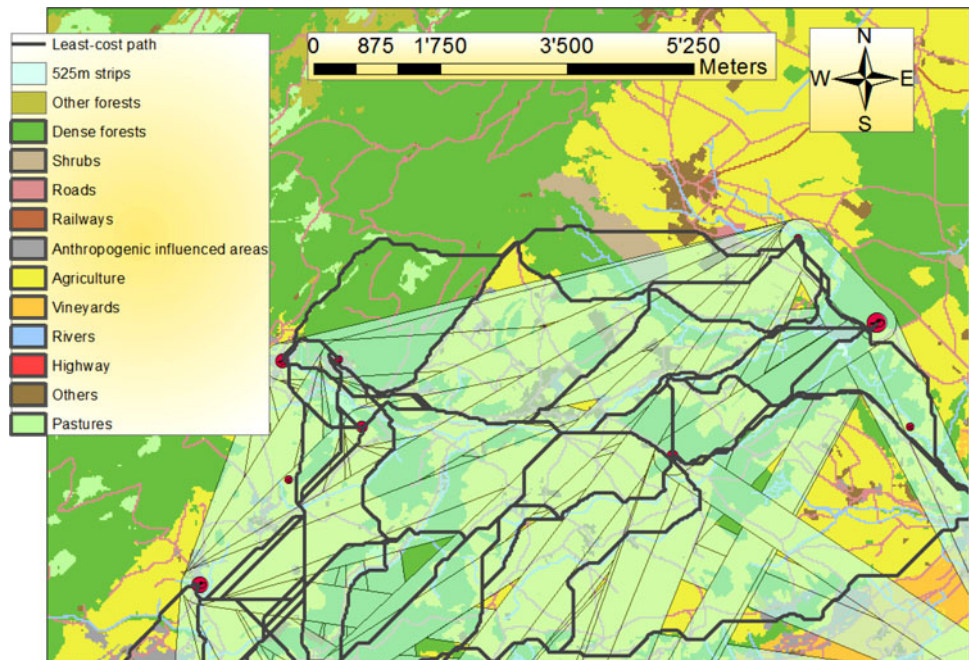 Least-cost path
525m strips
Other forests
Dense forests
Shrubs
Roads
Railways
Anthropogenic influenced areas
Agriculture
Vineyards
Rivers
Highway
Others
Pastures
0 875 1'750 3'500 5'250
Meters
N
W E
S